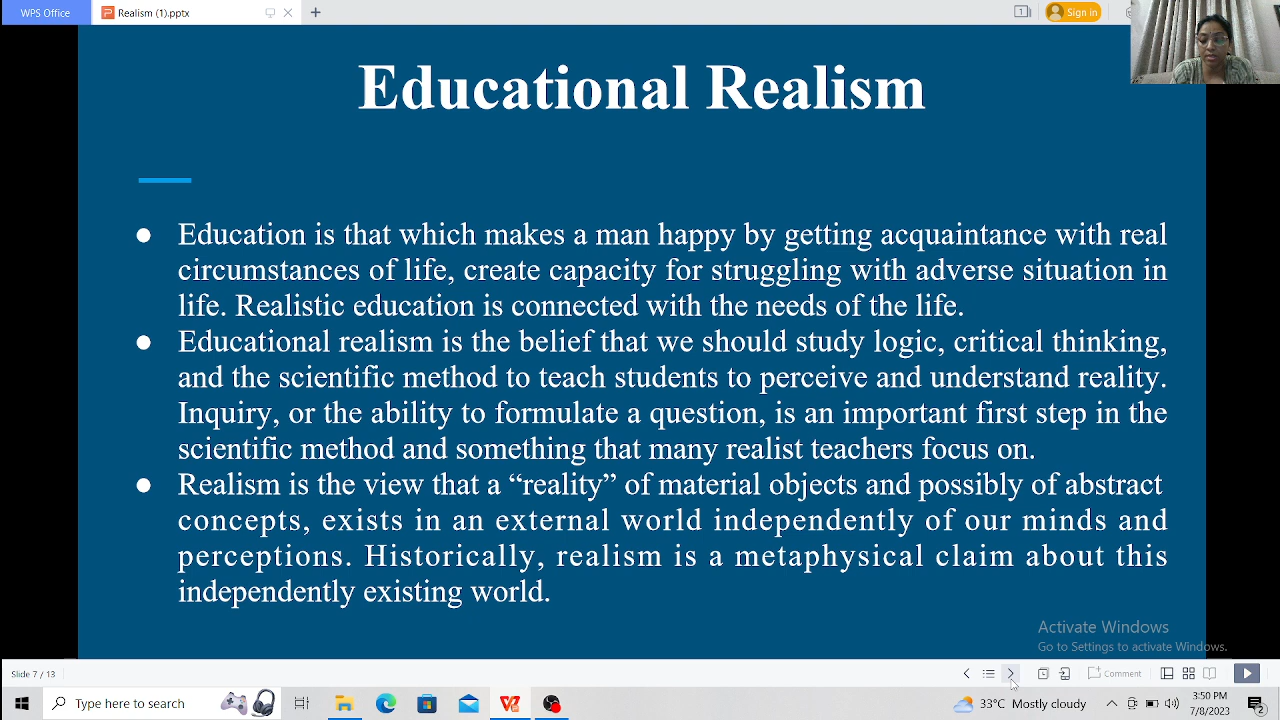 WPS Office
Realism (1).pptx
1
Sign in
Educational Realism
Education is that which makes a man happy by getting acquaintance with real
circumstances of life, create capacity for struggling with adverse situation in
life. Realistic education is connected with the needs of the life.
Educational realism is the belief that we should study logic, critical thinking,
and the scientific method to teach students to perceive and understand reality.
Inquiry, or the ability to formulate a question, is an important first step in the
scientific method and something that many realist teachers focus on.
Realism is the view that a “reality” of material objects and possibly of abstract
concepts, exists in an external world independently of our minds and
perceptions. Historically, realism is a metaphysical claim about this
independently existing world.
Activate Windows
Go to Settings to activate Windows.
Slide 7 / 13
Comment
Type here to search
33°C Mostly cloudy
3:50 PM
7/8/2023
2